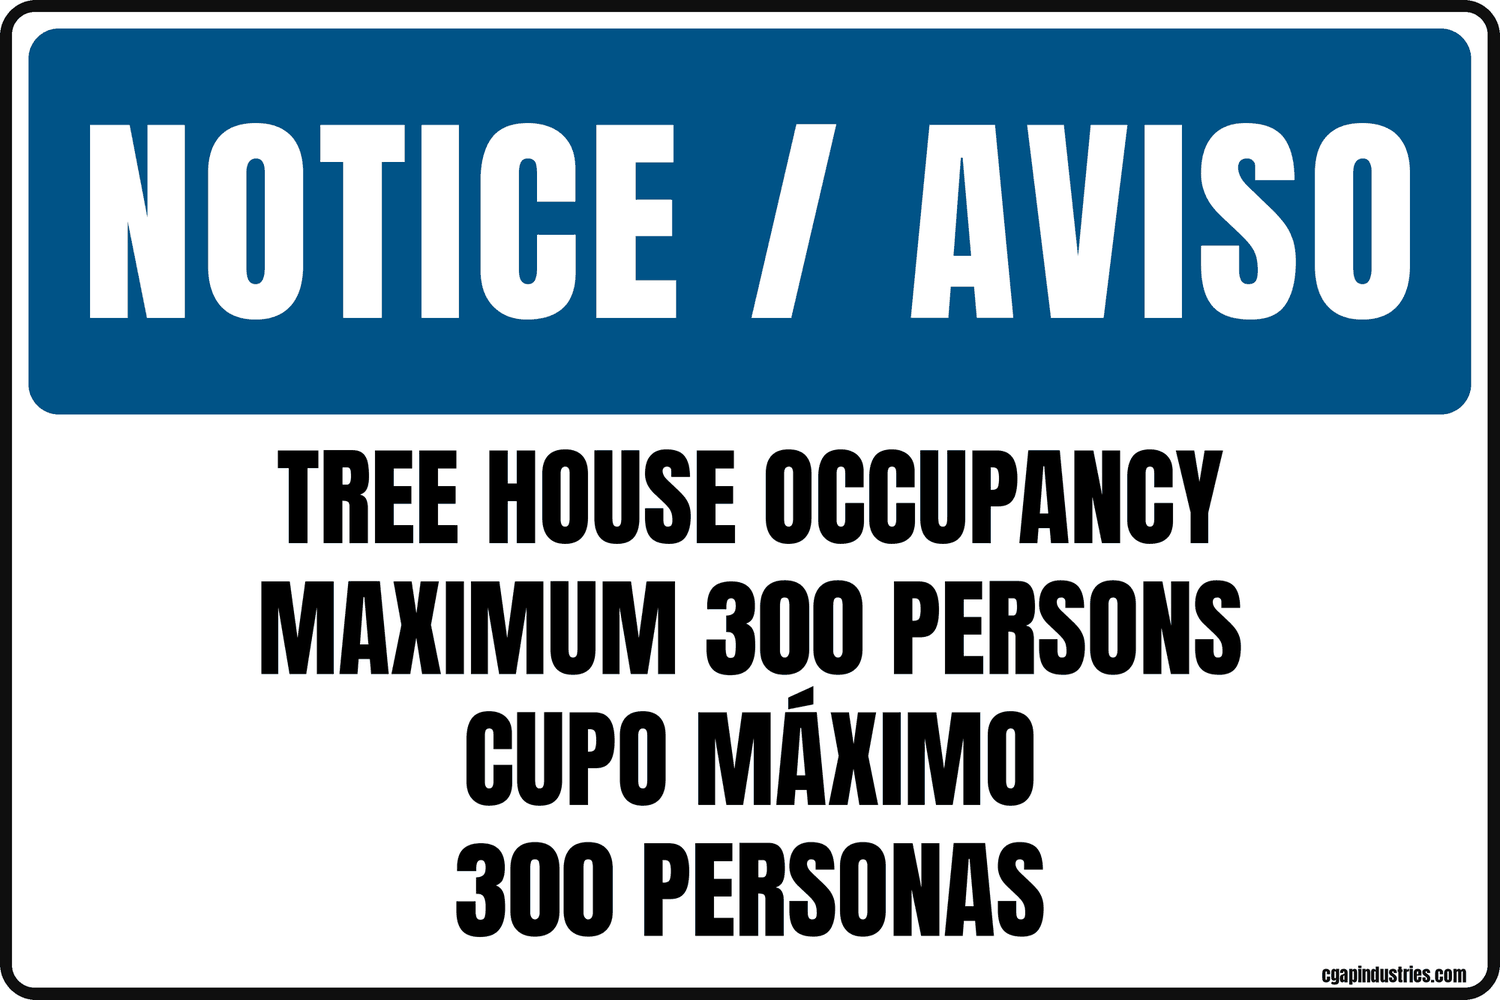 NOTICE / AVISO
TREE HOUSE OCCUPANCY
MAXIMUM 300 PERSONS
CUPO MÁXIMO
300 PERSONAS
cgapindustries.com